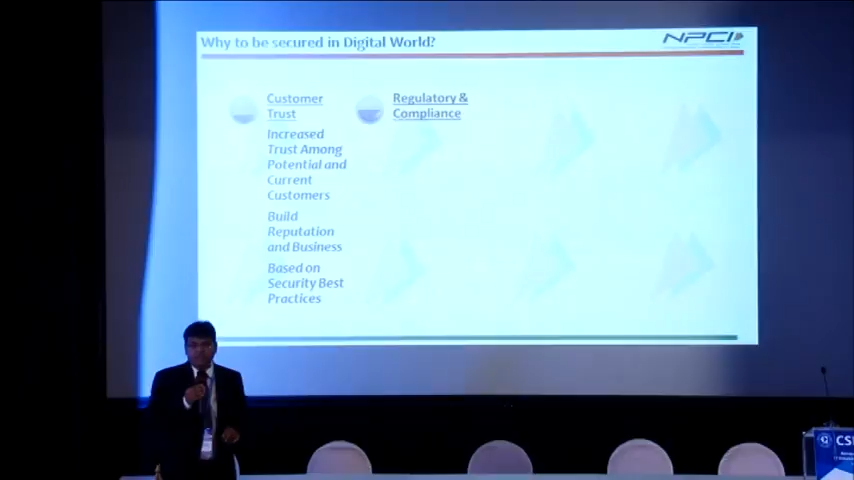 Why to be secured in Digital World?
NPCI
Customer
Trust
Increased
Trust Among
Potential and
Current
Customers
Build
Reputation
and Business
Based on
Security Best
Practices
Regulatory &
Compliance